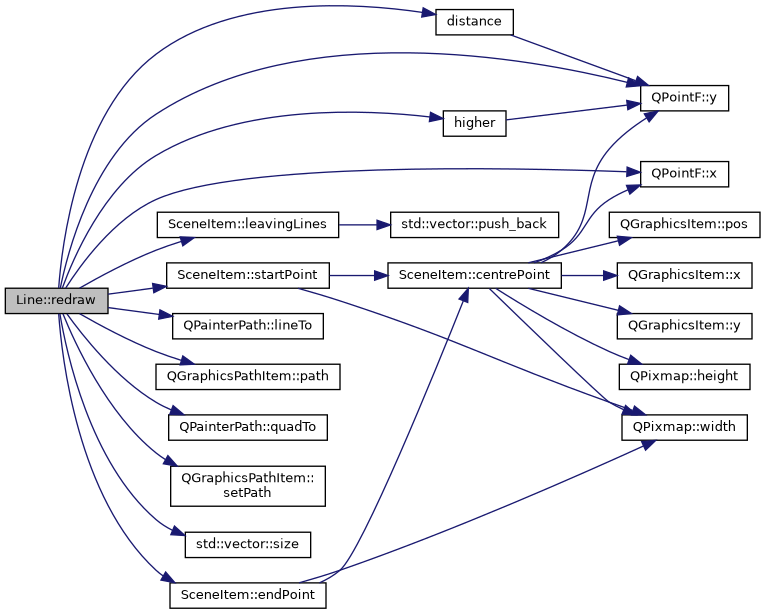 distance
QPointF::y
higher
QPointF::x
SceneItem::leavingLines
std::vector::push_back
QGraphicsItem::pos
SceneItem::startPoint
SceneItem::centrePoint
QGraphicsItem::x
Line::redraw
QPainterPath::lineTo
QGraphicsItem::y
QGraphicsPathItem::path
QPixmap::height
QPainterPath::quadTo
QPixmap::width
QGraphicsPathItem::
setPath
std::vector::size
SceneItem::endPoint